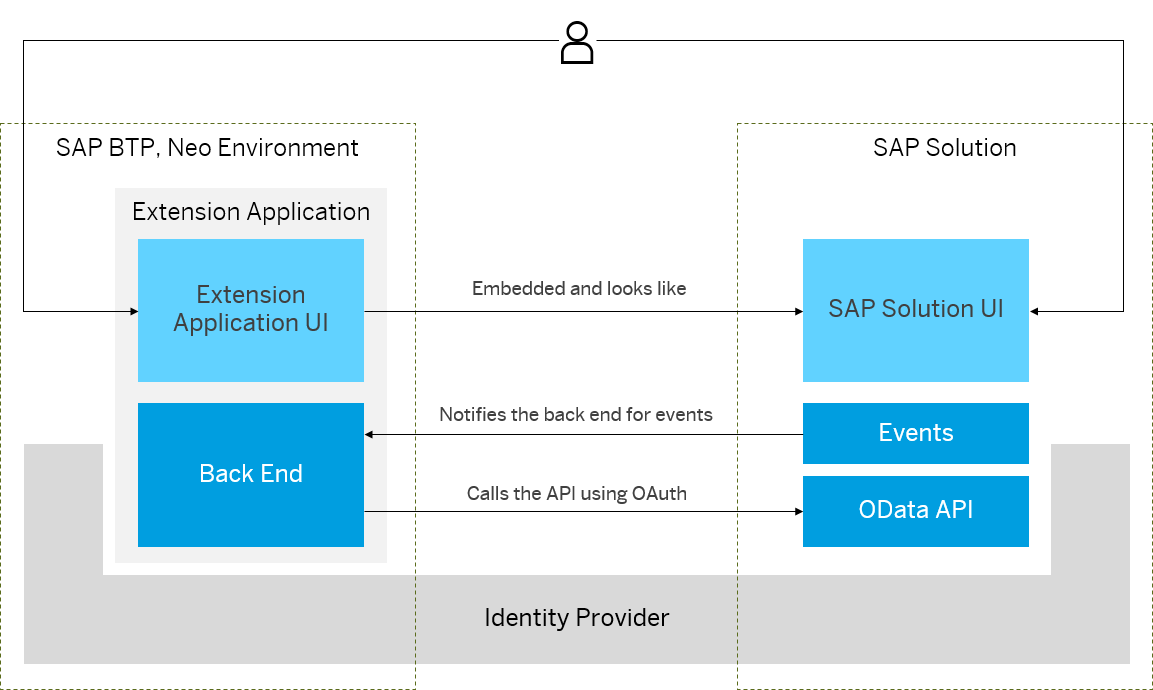 SAP BTP, Neo Environment
SAP Solution
Extension Application
Extension
Application UI
Embedded and looks like
SAP Solution UI
Notifies the back end for events
Events
Back End
Calls the API using OAuth
OData API
Identity Provider